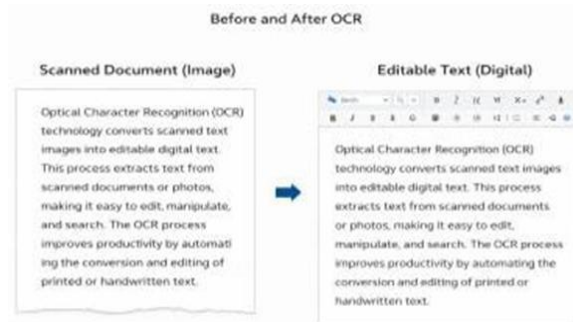 Before and After OCR
Scanned Document (Image)
Optical Character Recognition (OCR)
technology converts scanned text
images into editable digital text.
This process extracts text from
scanned documents or photos,
making it easy to edit, manipulate,
and search. The OCR process
improves productivity by automati
ing the conversion and editing of
printed or handwritten text.
Editable Text (Digital)
Optical Character Recognition (OCR)
technology converts scanned text images
into editable digital text. This process
extracts text from scanned documents
or photos, making it easy to edit,
manipulate, and search. The OCR process
improves productivity by automating the
conversion and editing of printed or
handwritten text.